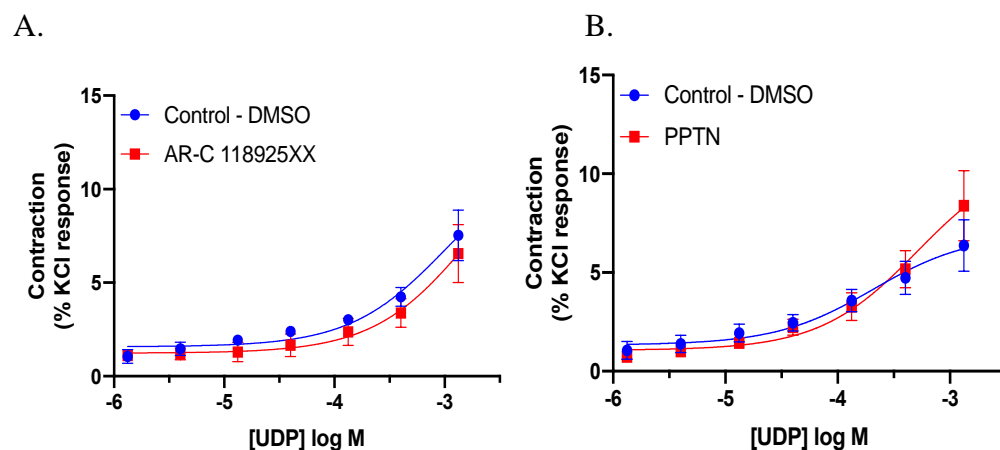 A.
15
10
5
0
Contraction
(% KCl response)
Control - DMSO
AR-C 118925XX
-6
-5
-4
-3
[UDP] log M
B.
15
10
5
0
Contraction
(% KCl response)
Control - DMSO
PPTN
-6
-5
-4
-3
[UDP] log M